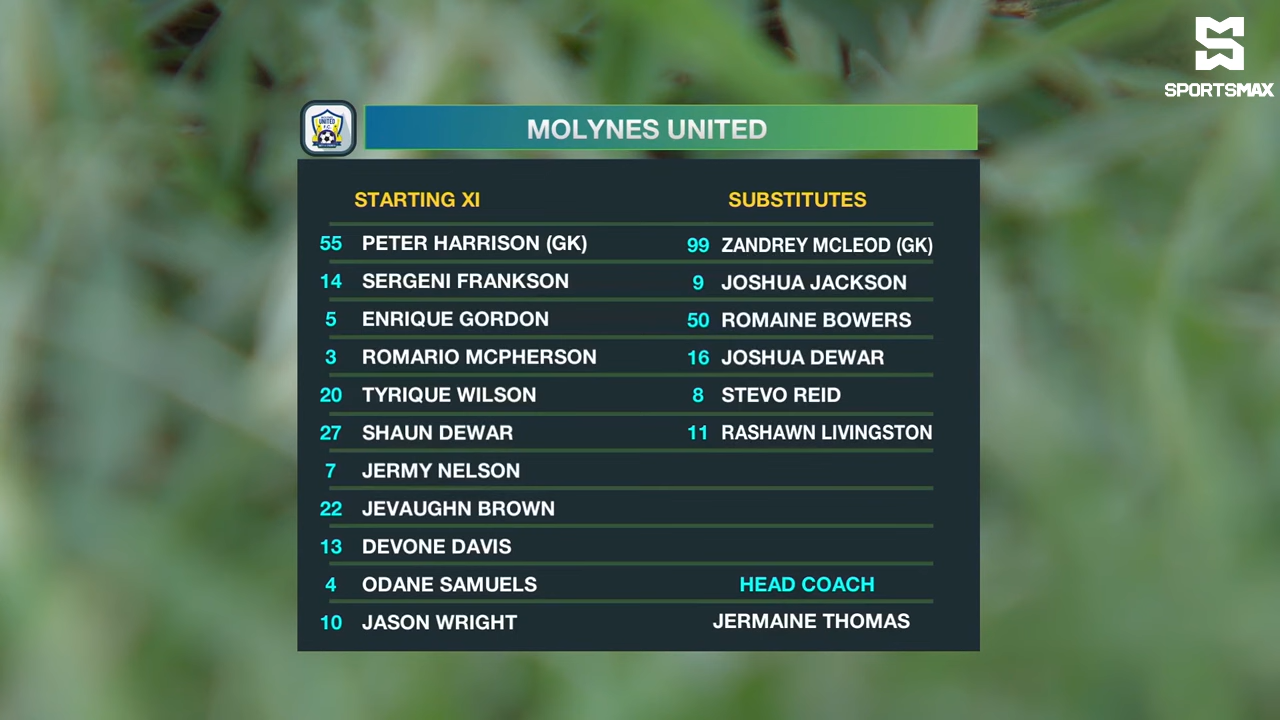 SPORTSMAX
UNITED
F.C.
MOLYNES UNITED
STARTING XI
SUBSTITUTES
55 PETER HARRISON (GK)
99 ZANDREY MCLEOD (GK)
14 SERGENI FRANKSON
9 JOSHUA JACKSON
5 ENRIQUE GORDON
50 ROMAINE BOWERS
3 ROMARIO MCPHERSON
16 JOSHUA DEWAR
20 TYRIQUE WILSON
8 STEVO REID
27 SHAUN DEWAR
11 RASHAWN LIVINGSTON
7 JERMY NELSON
22 JEVAUGHN BROWN
13 DEVONE DAVIS
4 ODANE SAMUELS
HEAD COACH
10 JASON WRIGHT
JERMAINE THOMAS